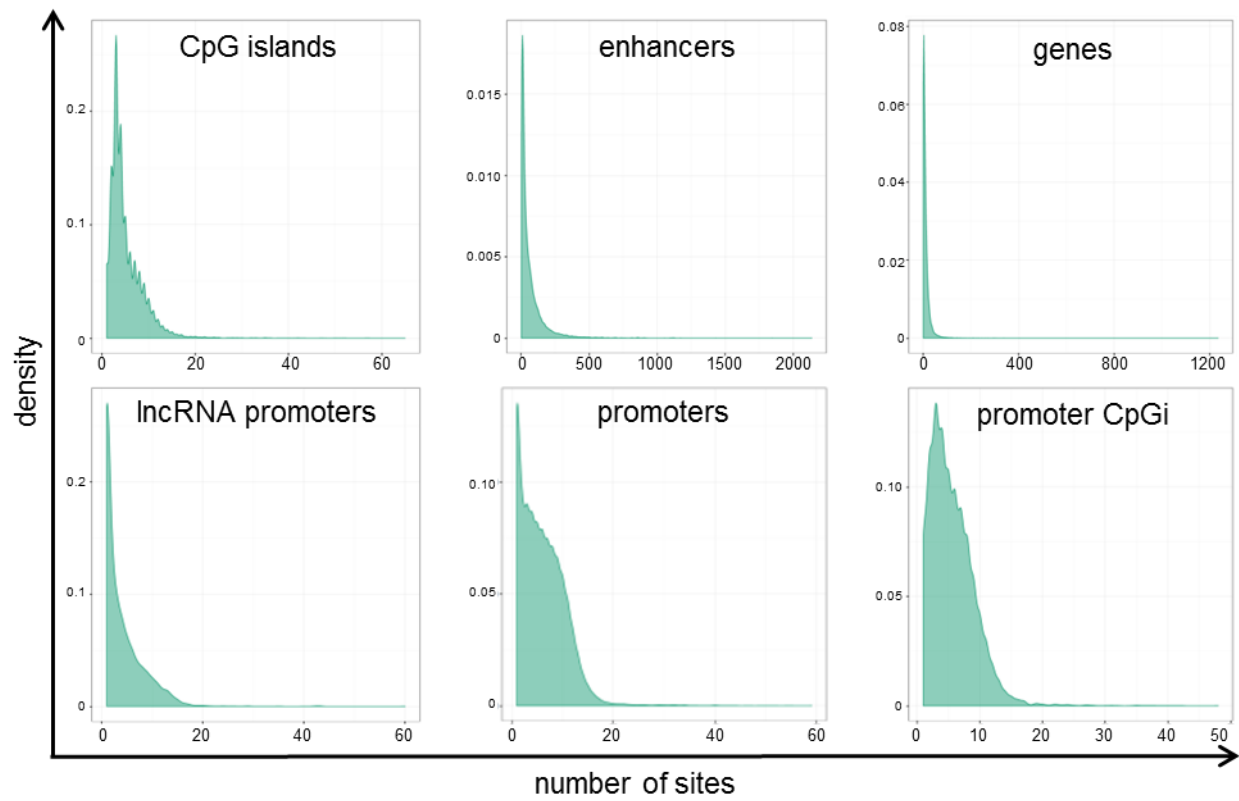 CpG islands
0.2
0.1
0
0 20 40 60
enhancers
0.015
0.010
0.005
0
0 500 1000 1500 2000
genes
0.08
0.06
0.04
0.02
0
0 400 800 1200
density
lncRNA promoters
0.2
0.1
0
0 20 40 60
promoters
0.10
0.05
0
0 20 40 60
promoter CpGi
0.10
0.05
0
0 10 20 30 40 50
number of sites